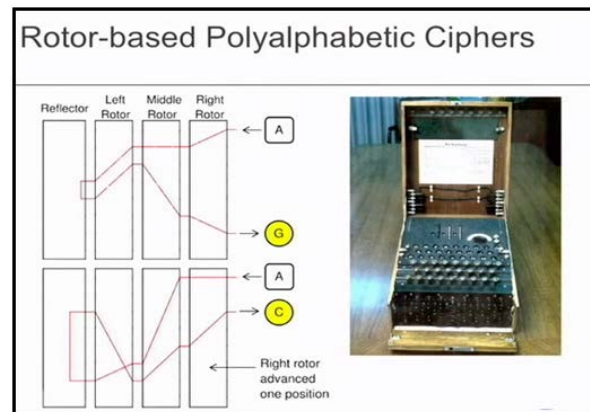 Rotor-based Polyalphabetic Ciphers
Reflector
Left
Rotor
Middle
Rotor
Right
Rotor
A
G
A
C
Right rotor
advanced
one position